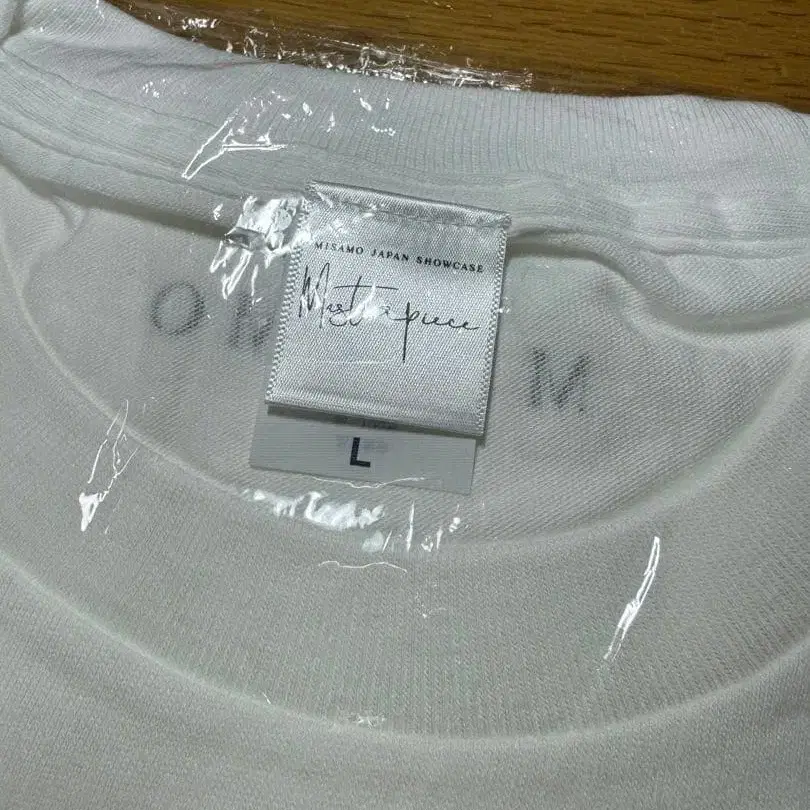 MISAMO JAPAN SHOWCASE
Masterpiece
O M
L